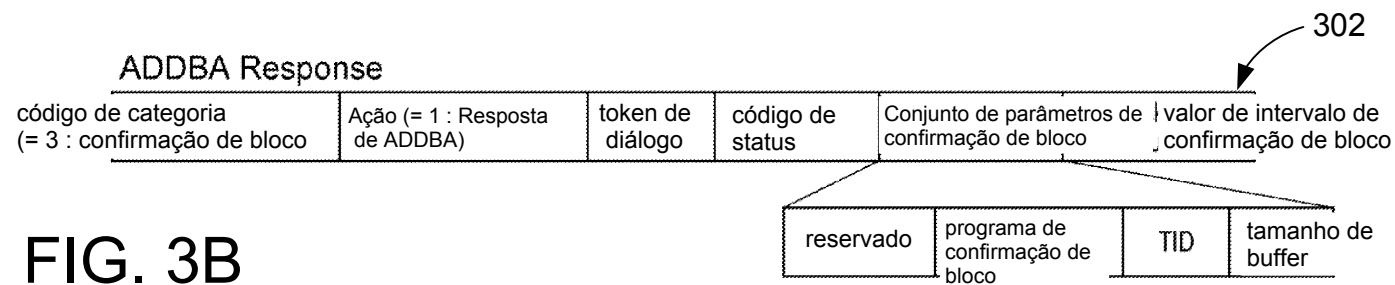 302
ADDBA Response
código de categoria
(= 3 : confirmação de bloco
Ação (= 1 : Resposta
de ADDBA)
token de
diálogo
código de
status
Conjunto de parâmetros de
confirmação de bloco
valor de intervalo de
confirmação de bloco
reservado
programa de
confirmação de
bloco
TID
tamanho de
buffer
FIG. 3B